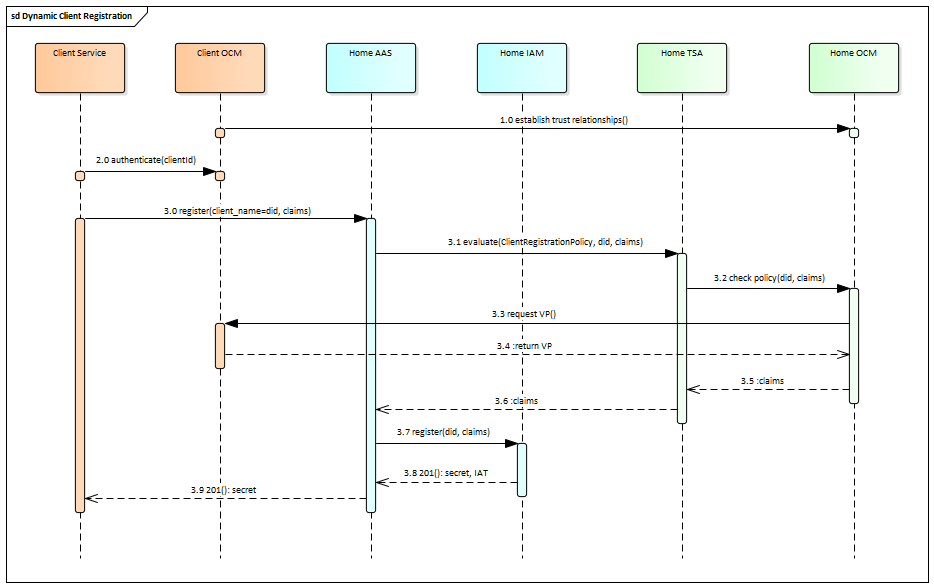 sd Dynamic Client Registration
Client Service
Client OCM
Home AAS
Home IAM
Home TSA
Home OCM
1.0 establish trust relationships()
2.0 authenticate(clientId)
3.0 register(client_name=did, claims)
3.1 evaluate(ClientRegistrationPolicy, did, claims)
3.2 check policy(did, claims)
3.3 request VP()
3.4 :return VP
3.5 :claims
3.6 :claims
3.7 register(did, claims)
3.8 201(): secret, IAT
3.9 201(): secret